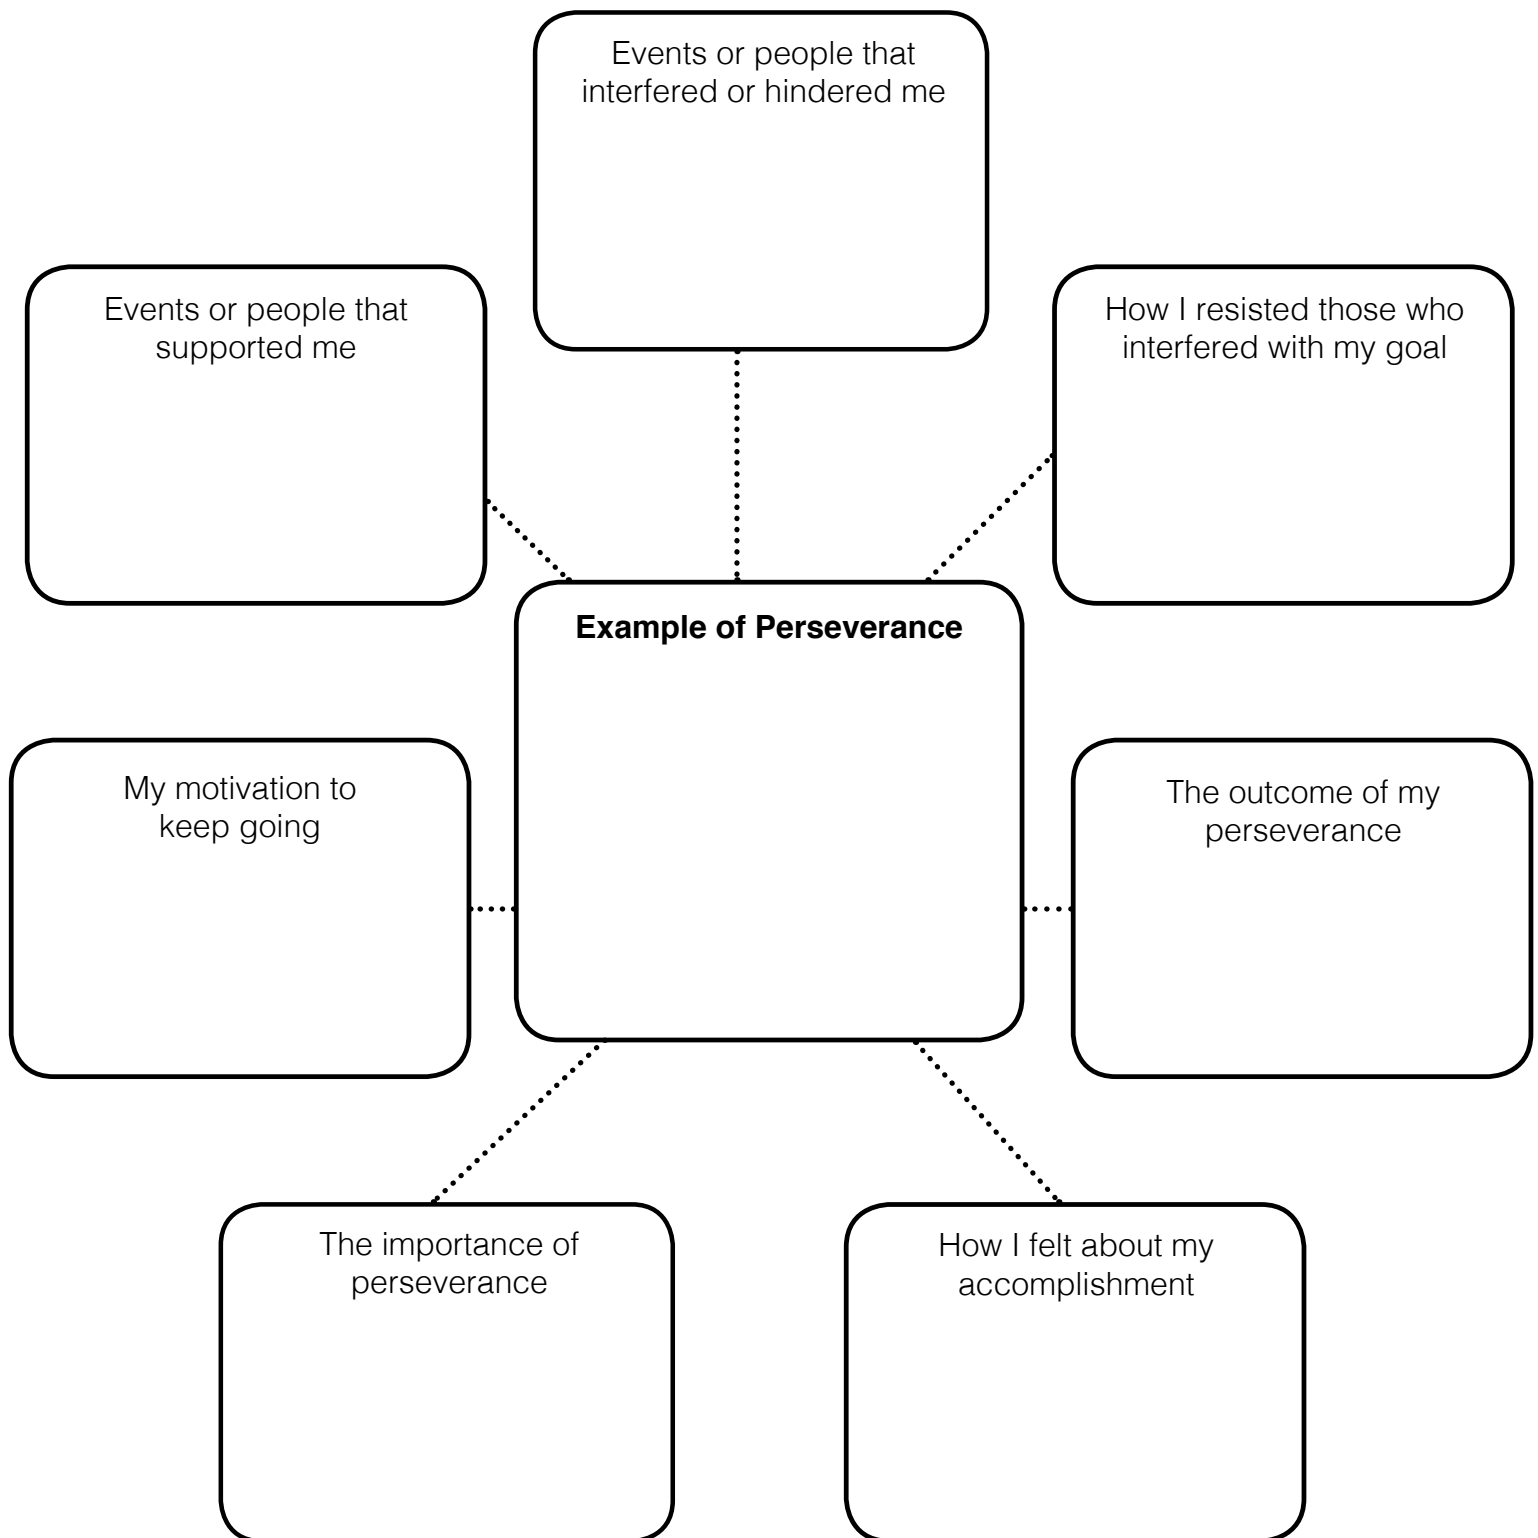 Events or people that
interfered or hindered me
Events or people that
supported me
How I resisted those who
interfered with my goal
Example of Perseverance
My motivation to
keep going
The outcome of my
perseverance
The importance of
perseverance
How I felt about my
accomplishment